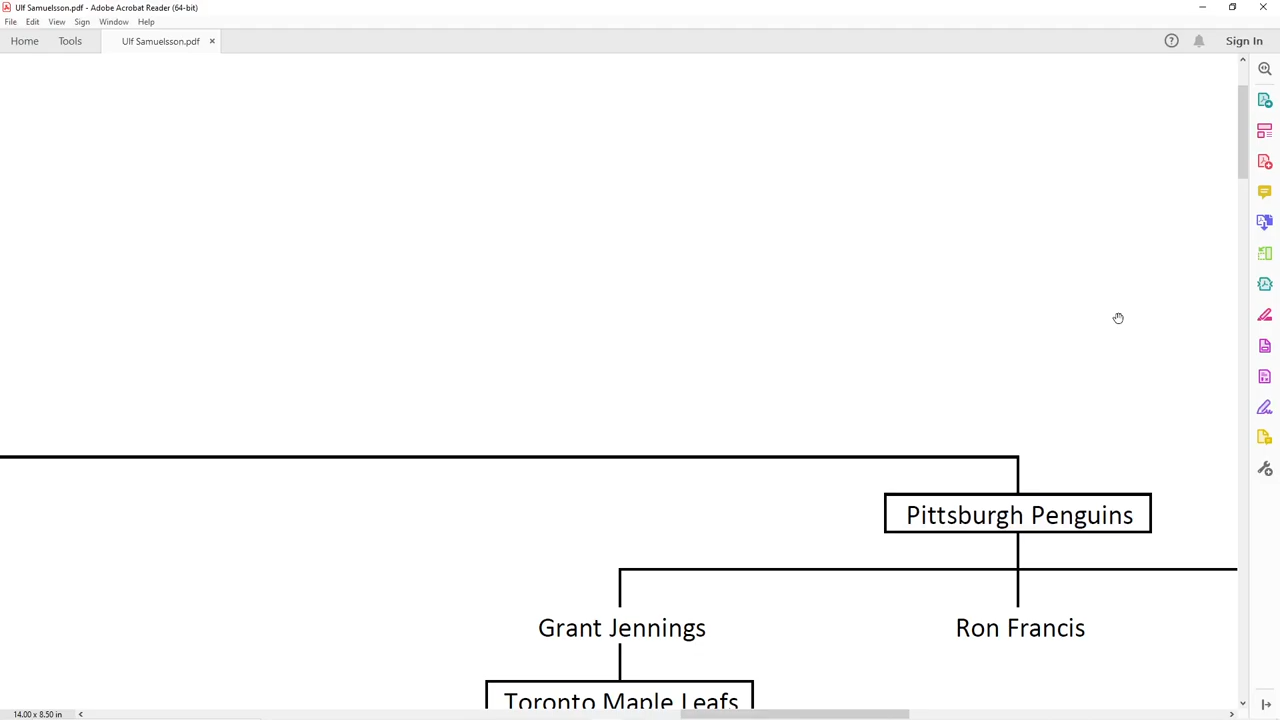 Ulf Samuelsson.pdf - Adobe Acrobat Reader (64-bit)
File Edit View Sign Window Help
Home Tools Ulf Samuelsson.pdf × Sign In
Pittsburgh Penguins
Grant Jennings Ron Francis
Toronto Maple Leafs
14.00 x 8.50 in